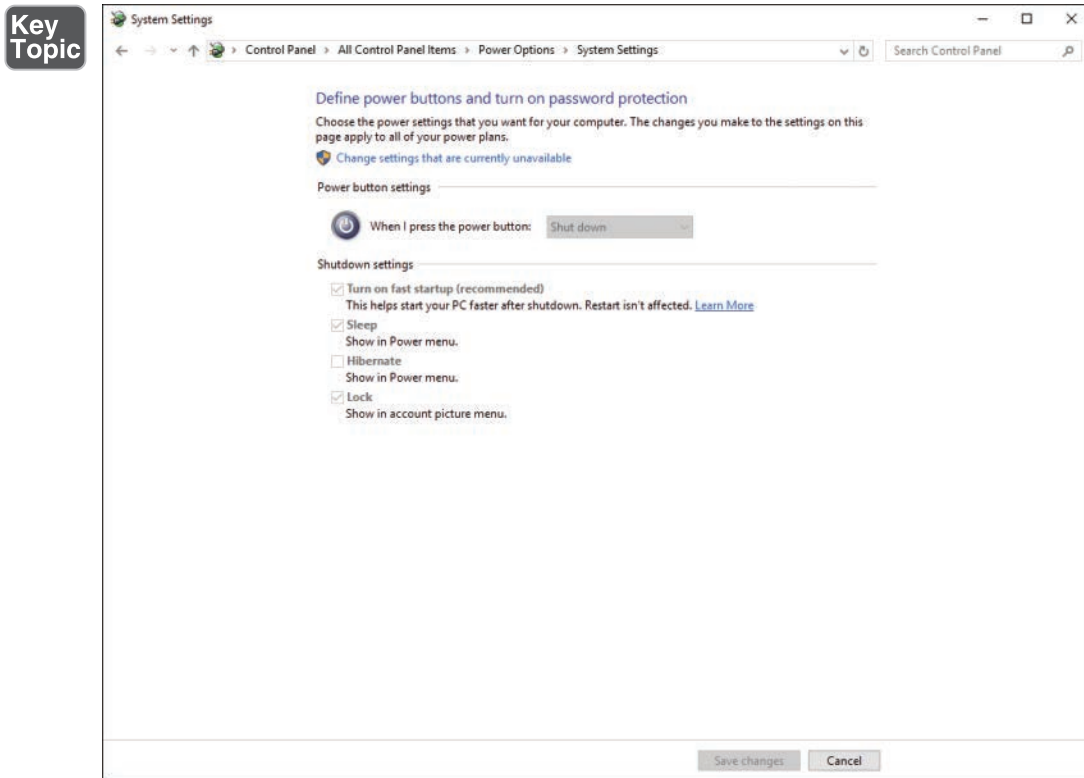 Key
Topic
System Settings
Control Panel > All Control Panel Items > Power Options > System Settings
Search Control Panel
Define power buttons and turn on password protection
Choose the power settings that you want for your computer. The changes you make to the settings on this
page apply to all of your power plans.
Change settings that are currently unavailable
Power button settings
When I press the power button: Shut down
Shutdown settings
Turn on fast startup (recommended)
This helps start your PC faster after shutdown. Restart isn't affected. Learn More
Sleep
Show in Power menu.
Hibernate
Show in Power menu.
Lock
Show in account picture menu.
Save changes Cancel